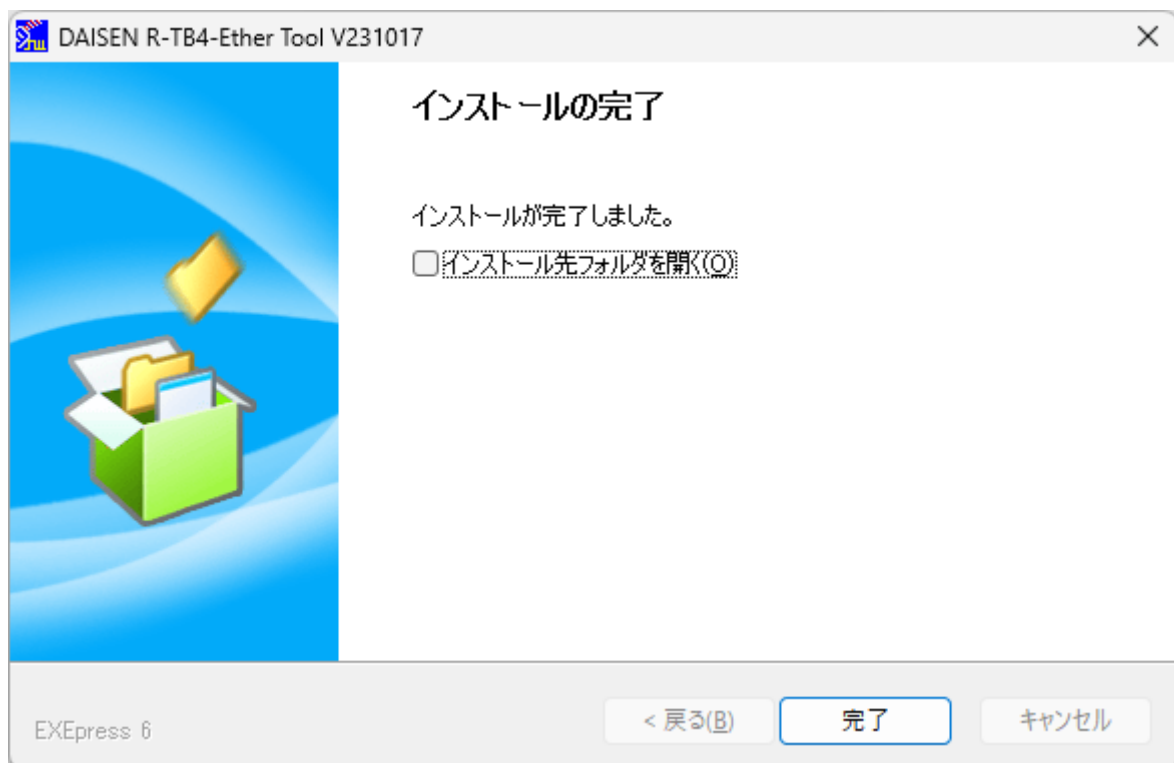 DAISEN R-TB4-Ether Tool V231017
インストールの完了
インストールが完了しました。
インストール先フォルダを開く(O)
EXEpress 6
< 戻る(B)
完了
キャンセル